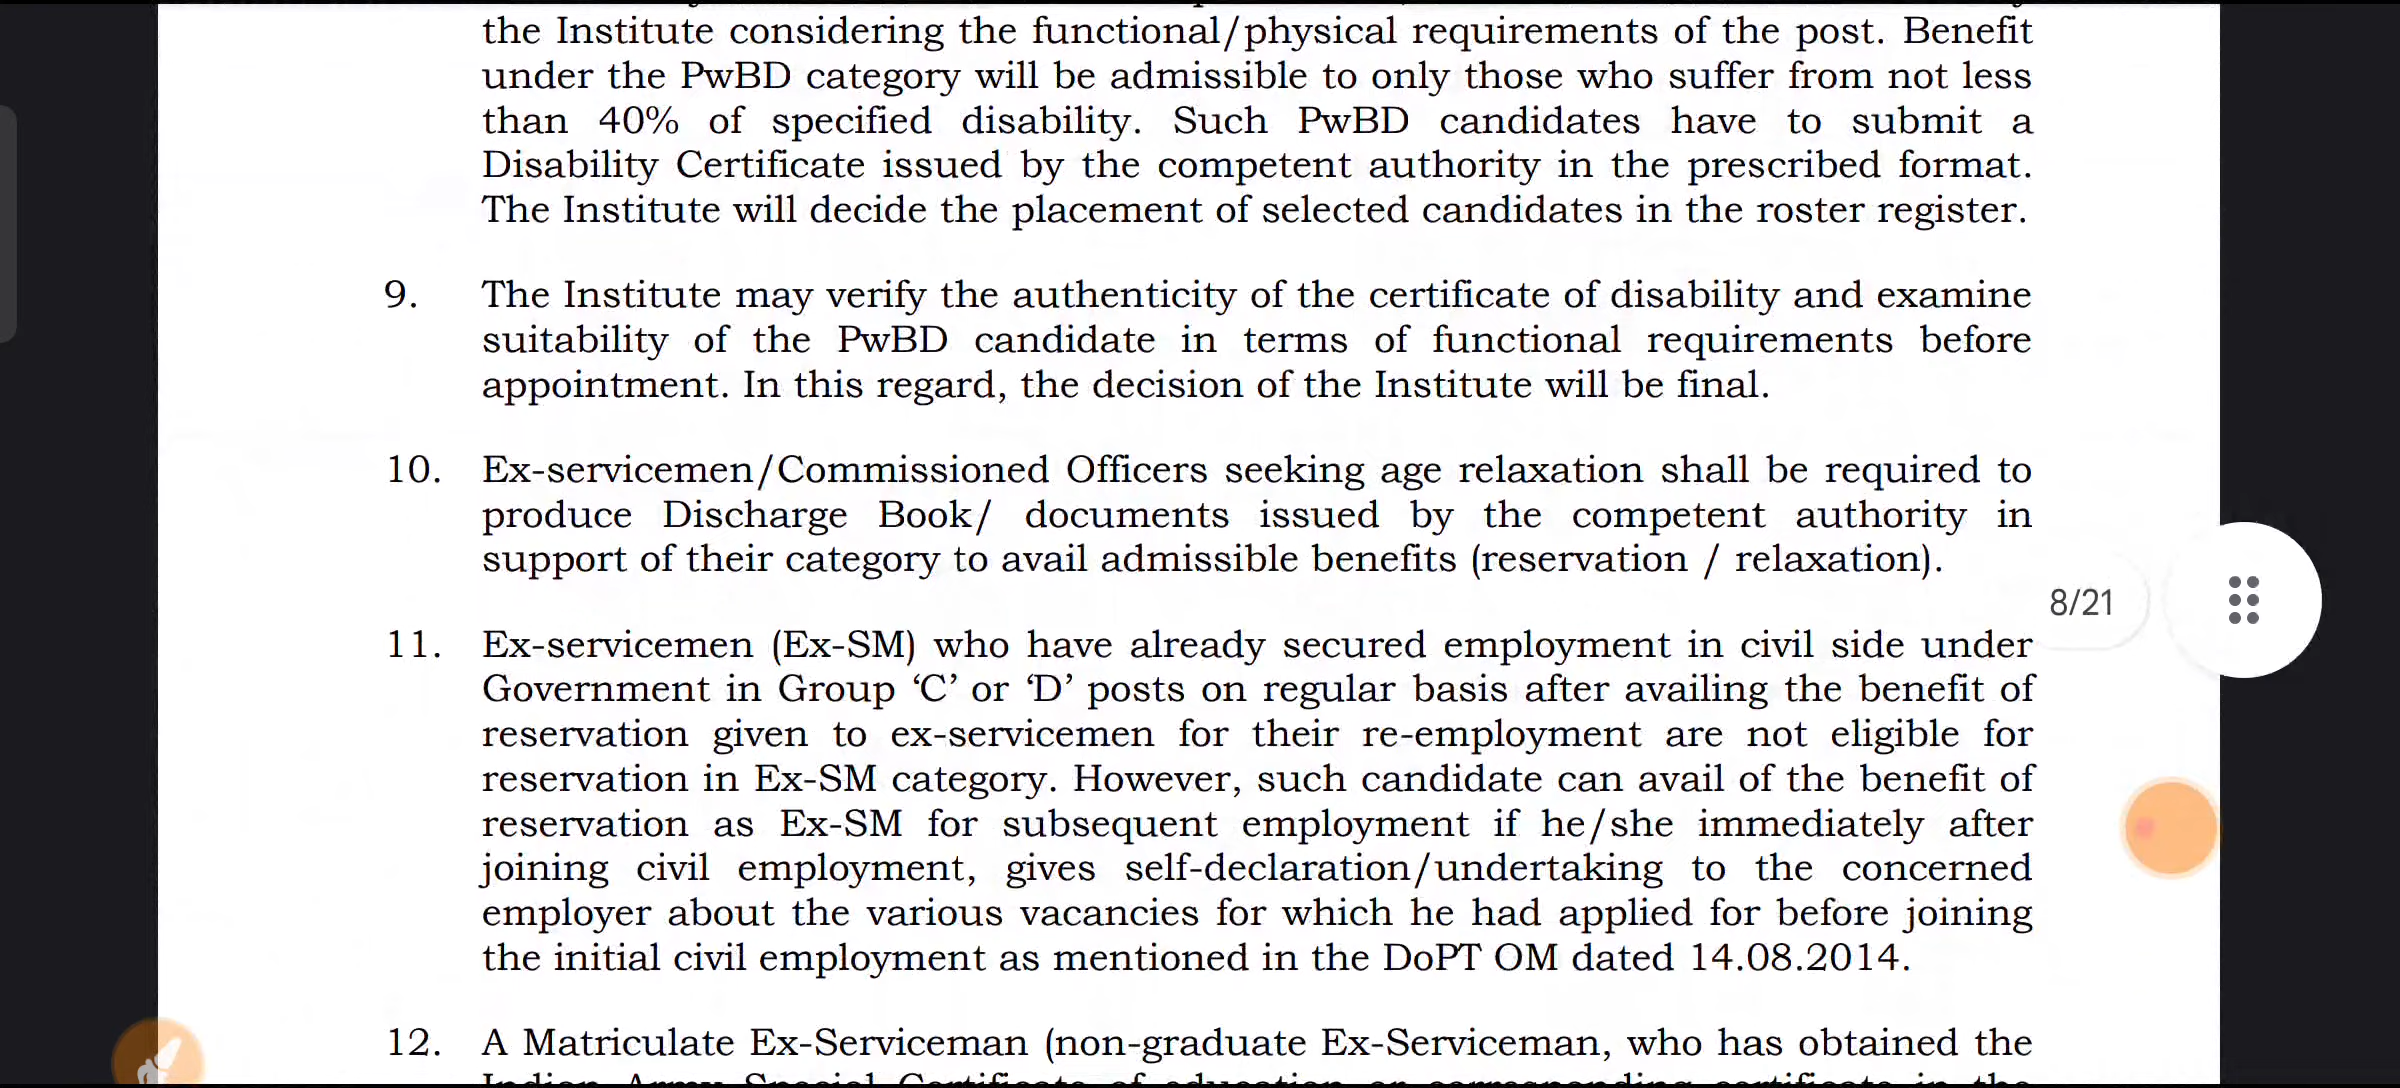 the Institute considering the functional/physical requirements of the post. Benefit
under the PwBD category will be admissible to only those who suffer from not less
than 40% of specified disability. Such PwBD candidates have to submit a
Disability Certificate issued by the competent authority in the prescribed format.
The Institute will decide the placement of selected candidates in the roster register.
9. The Institute may verify the authenticity of the certificate of disability and examine
suitability of the PwBD candidate in terms of functional requirements before
appointment. In this regard, the decision of the Institute will be final.
10. Ex-servicemen/Commissioned Officers seeking age relaxation shall be required to
produce Discharge Book/ documents issued by the competent authority in
support of their category to avail admissible benefits (reservation / relaxation).
8/21
11. Ex-servicemen (Ex-SM) who have already secured employment in civil side under
Government in Group ‘C’ or ‘D’ posts on regular basis after availing the benefit of
reservation given to ex-servicemen for their re-employment are not eligible for
reservation in Ex-SM category. However, such candidate can avail of the benefit of
reservation as Ex-SM for subsequent employment if he/she immediately after
joining civil employment, gives self-declaration/undertaking to the concerned
employer about the various vacancies for which he had applied for before joining
the initial civil employment as mentioned in the DoPT OM dated 14.08.2014.
12. A Matriculate Ex-Serviceman (non-graduate Ex-Serviceman, who has obtained the
Indian Army Special Certificate of education or corresponding certificate in the